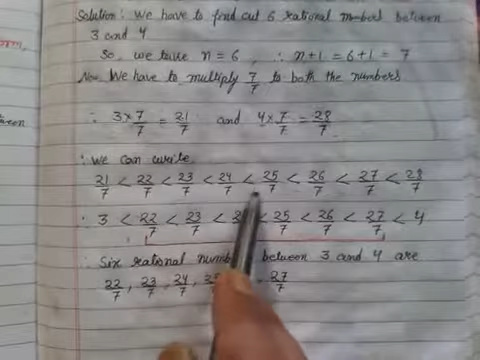 Solution: We have to find out 6 rational numbers between
3 and 4
So, we take n = 6, ∴ n+1 = 6+1 = 7
Now, We have to multiply 7/7 to both the numbers
∴ 3 × 7/7 = 21/7 and 4 × 7/7 = 28/7
∴ We can write
21/7 < 22/7 < 23/7 < 24/7 < 25/7 < 26/7 < 27/7 < 28/7
∴ 3 < 22/7 < 23/7 < < 25/7 < 26/7 < 27/7 < 4
∴ Six rational between 3 and 4 are
22/7, 23/7, 24/7, 27/7